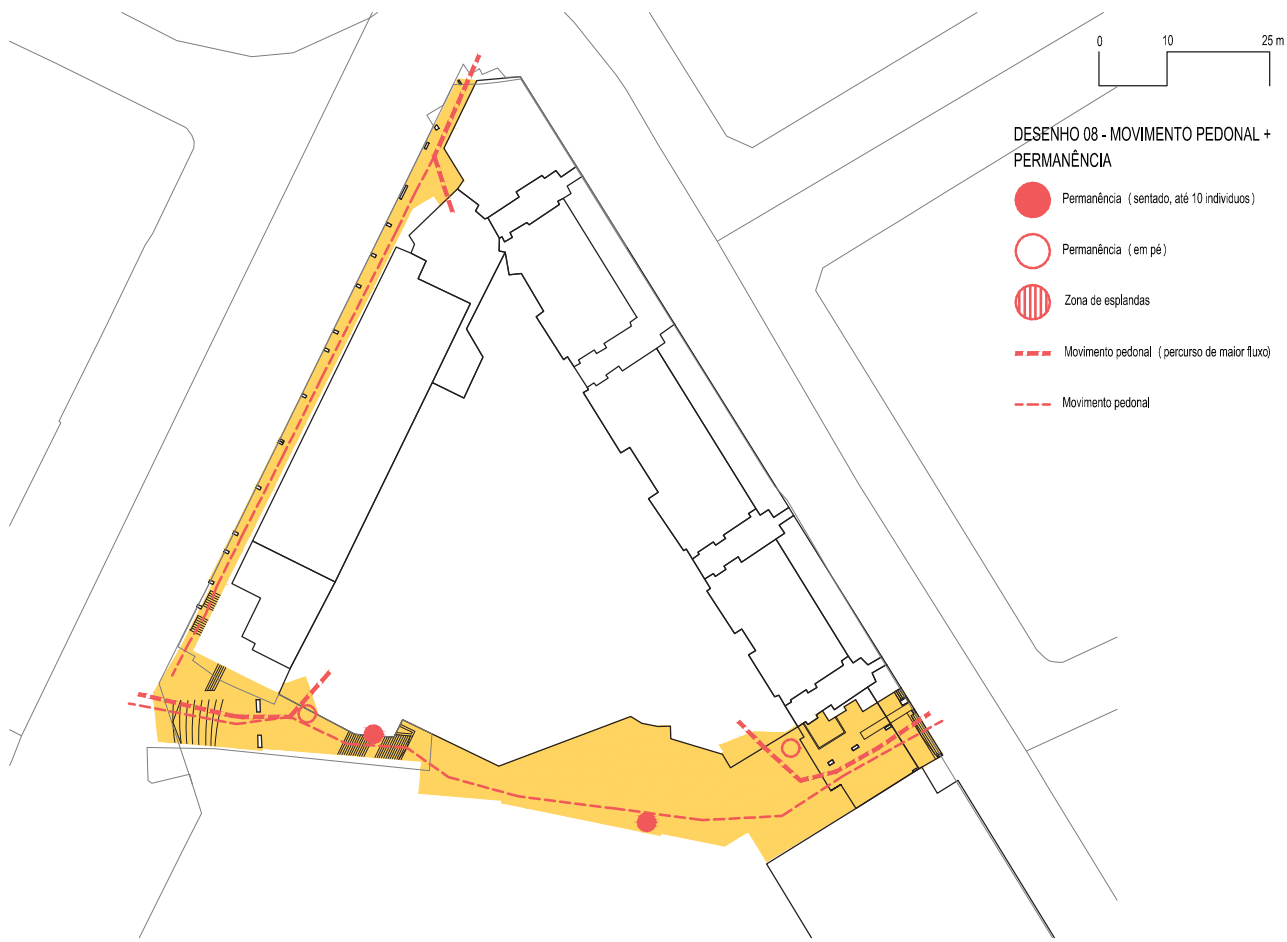 0 10 25 m
DESENHO 08 - MOVIMENTO PEDONAL +
PERMANÊNCIA
Permanência ( sentado, até 10 individuos )
Permanência ( em pé )
Zona de esplandas
Movimento pedonal ( percurso de maior fluxo)
Movimento pedonal